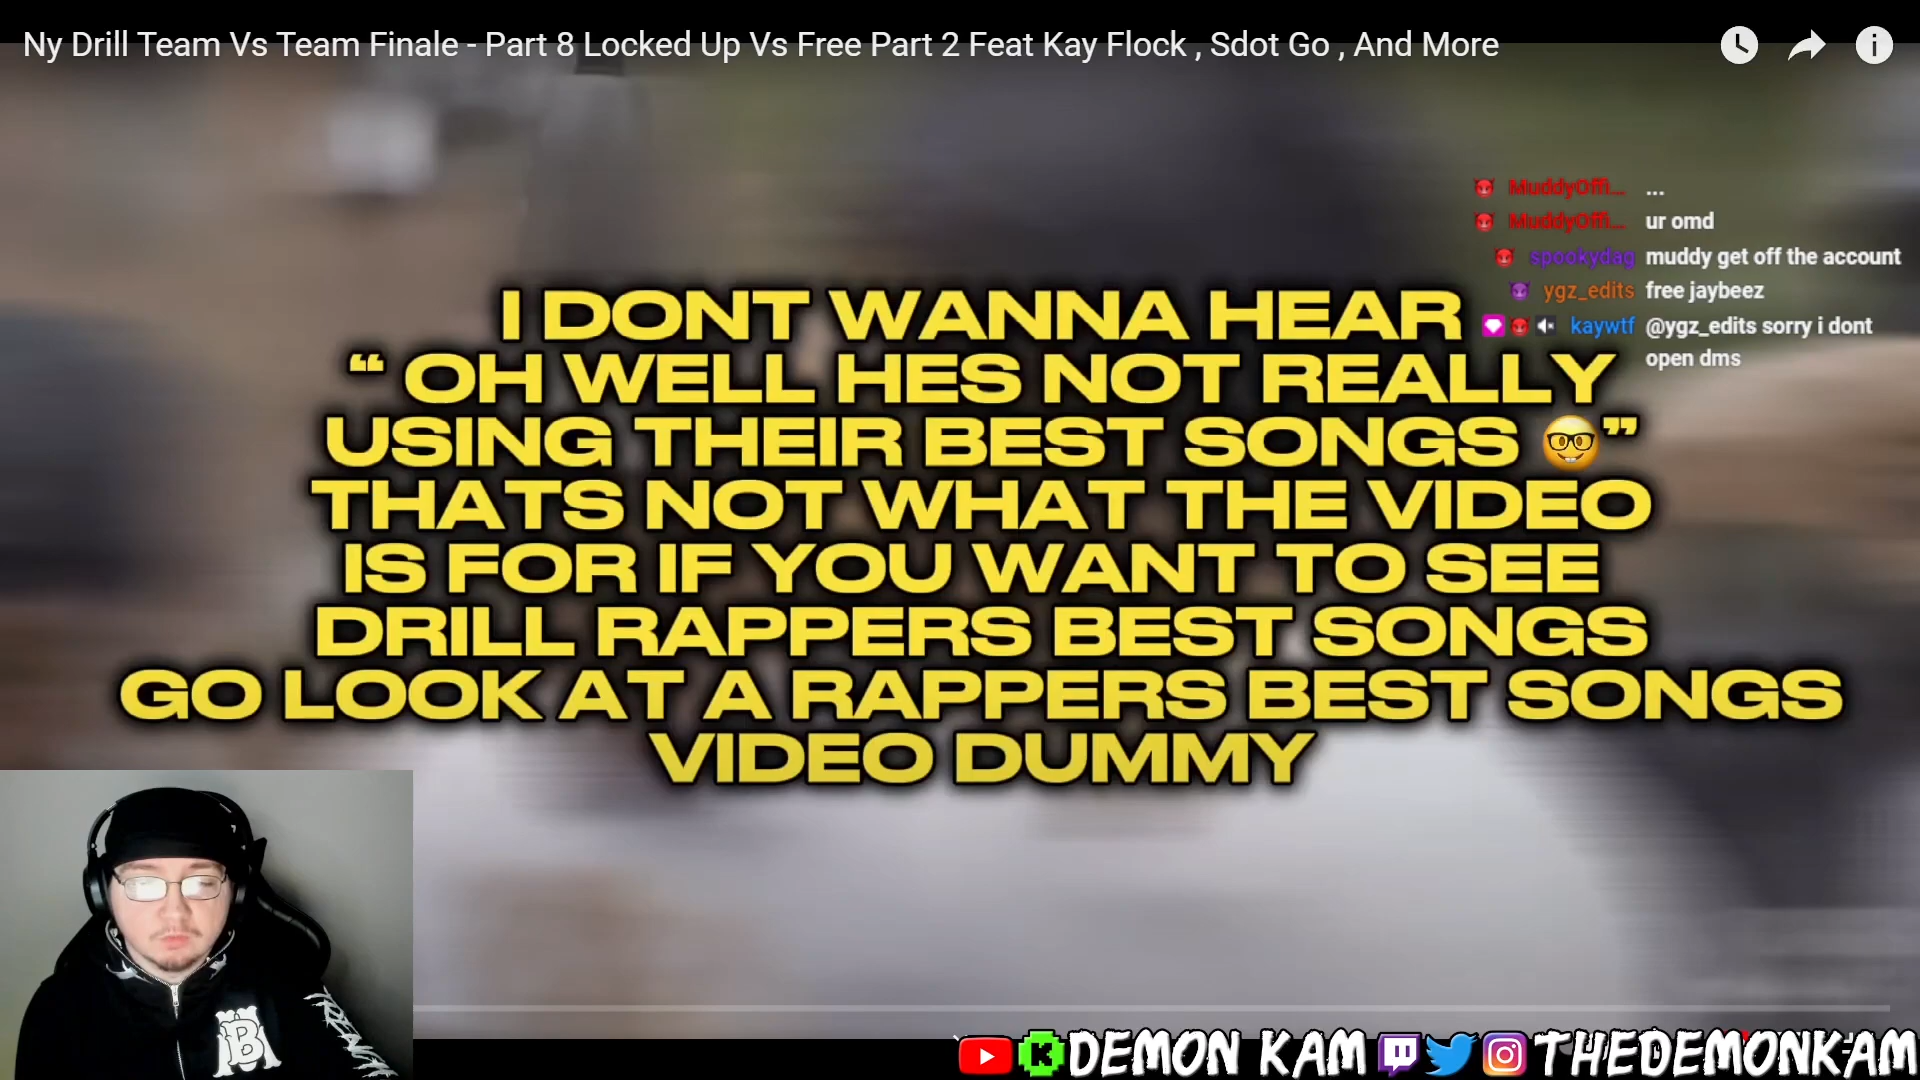 Ny Drill Team Vs Team Finale - Part 8 Locked Up Vs Free Part 2 Feat Kay Flock , Sdot Go , And More
MuddyOffi... ...
MuddyOffi... ur omd
spookydag muddy get off the account
ygz_edits free jaybeez
kaywtf @ygz_edits sorry i dont
open dms
I DONT WANNA HEAR
“ OH WELL HES NOT REALLY
USING THEIR BEST SONGS 🤓”
THATS NOT WHAT THE VIDEO
IS FOR IF YOU WANT TO SEE
DRILL RAPPERS BEST SONGS
GO LOOK AT A RAPPERS BEST SONGS
VIDEO DUMMY
DEMON KAM THEDEMONKAM